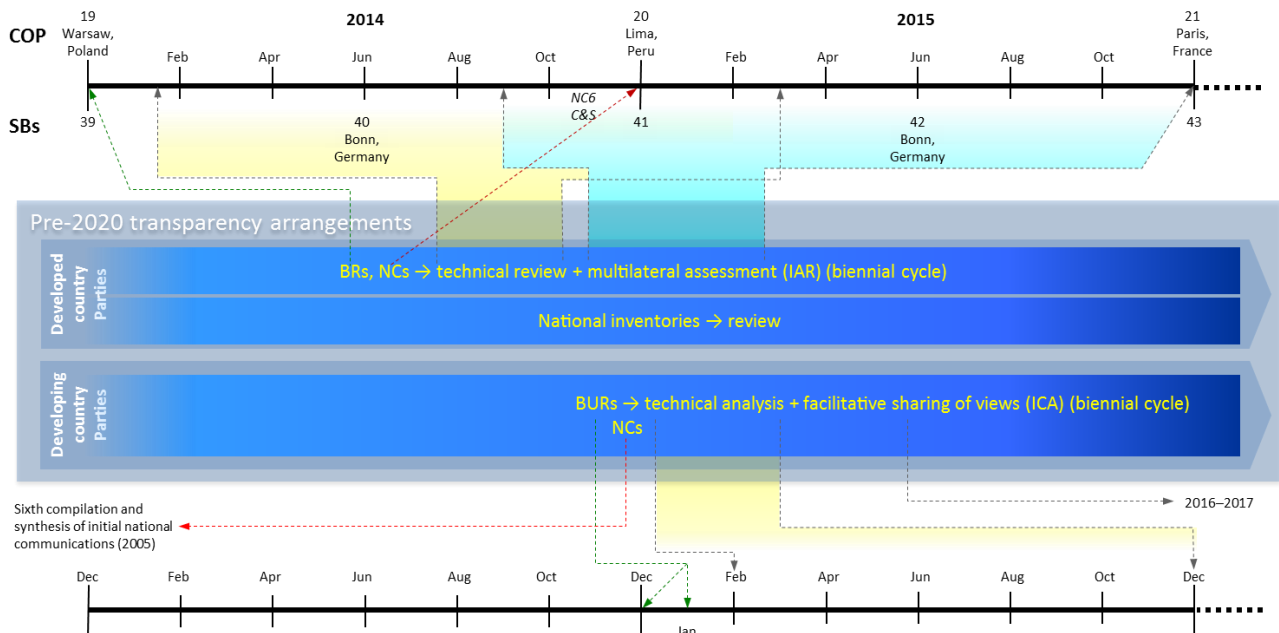 19
2014
20
2015
21
COP
Warsaw,
Poland
Lima,
Peru
Paris,
France
Feb
Apr
Jun
Aug
Oct
Feb
Apr
Jun
Aug
Oct
NC6
C&S
SBs
39
40
Bonn,
Germany
41
42
Bonn,
Germany
43
Pre-2020 transparency arrangements
Developed
country
Parties
BRs, NCs → technical review + multilateral assessment (IAR) (biennial cycle)
National inventories → review
Developing
country
Parties
BURs → technical analysis + facilitative sharing of views (ICA) (biennial cycle)
NCs
Sixth compilation and
synthesis of initial national
communications (2005)
2016–2017
Dec
Feb
Apr
Jun
Aug
Oct
Dec
Feb
Apr
Jun
Aug
Oct
Dec
Jan